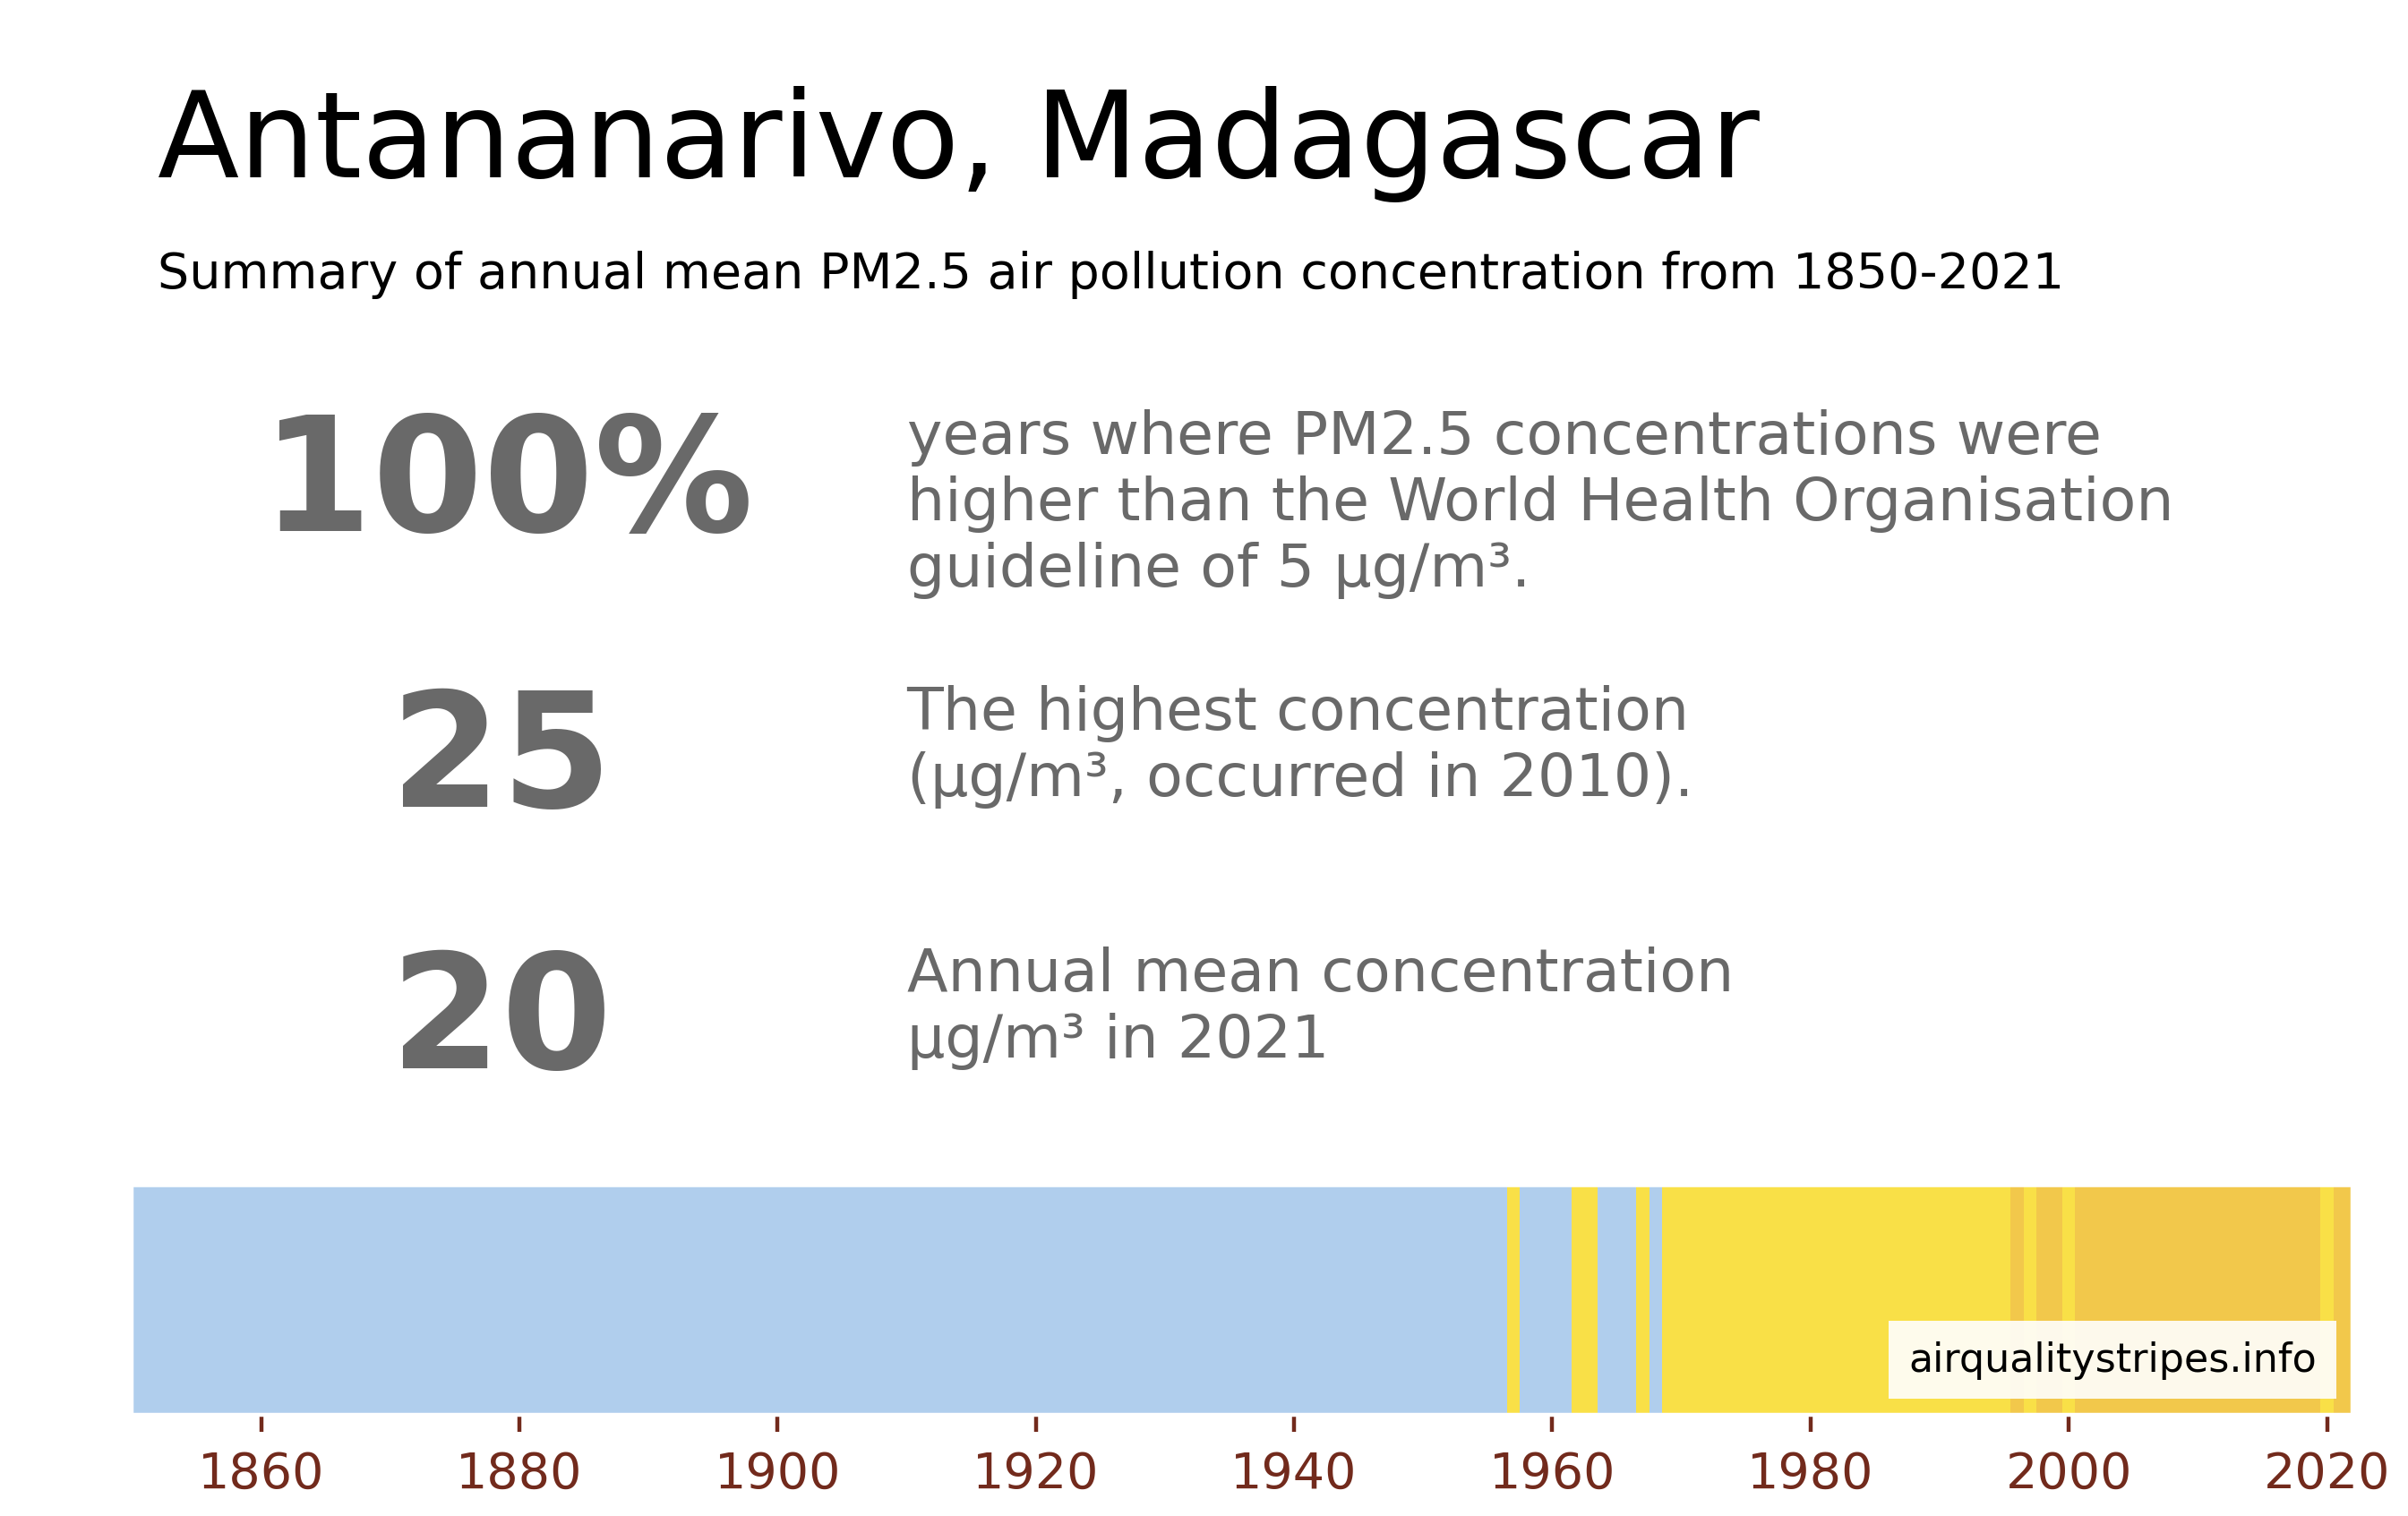 Antananarivo, Madagascar
Summary of annual mean PM2.5 air pollution concentration from 1850-2021
100%
years where PM2.5 concentrations were
higher than the World Health Organisation
guideline of 5 µg/m³.
25
The highest concentration
(µg/m³, occurred in 2010).
20
Annual mean concentration
µg/m³ in 2021
airqualitystripes.info
1860 1880 1900 1920 1940 1960 1980 2000 2020